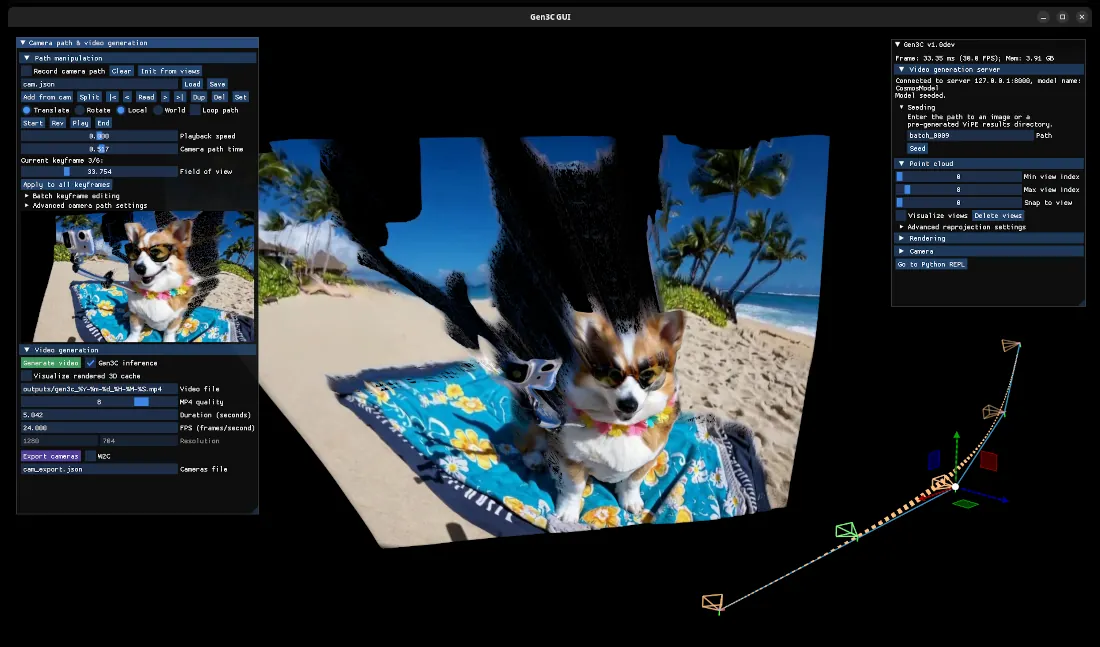 Gen3C GUI
Camera path & video generation
Path manipulation
Record camera path Clear Init from views
cam.json Load Save
Add from cam Split |< < Read > >| Dup Del Set
Translate Rotate Local World Loop path
Start Rev Play End
Playback speed
Camera path time
Current keyframe 3/6:
33.754 Field of view
Apply to all keyframes
Batch keyframe editing
Advanced camera path settings
Video generation
Generate video Gen3C inference
Visualize rendered 3D cache
outputs/gen3c_%Y-%m-%d_%H-%M-%S.mp4 Video file
8 MP4 quality
5.042 Duration (seconds)
24.000 FPS (frames/second)
1280 704 Resolution
Export cameras W2C
cam_export.json Cameras file
Gen3C v1.0dev
Frame: 33.35 ms (30.0 FPS); Mem: 3.91 GB
Video generation server
Connected to server 127.0.0.1:8000, model name:
CosmosModel
Model seeded.
Seeding
Enter the path to an image or a
pre-generated ViPE results directory.
batch_0009 Path
Seed
Point cloud
0 Min view index
8 Max view index
0 Snap to view
Visualize views Delete views
Advanced reprojection settings
Rendering
Camera
Go to Python REPL